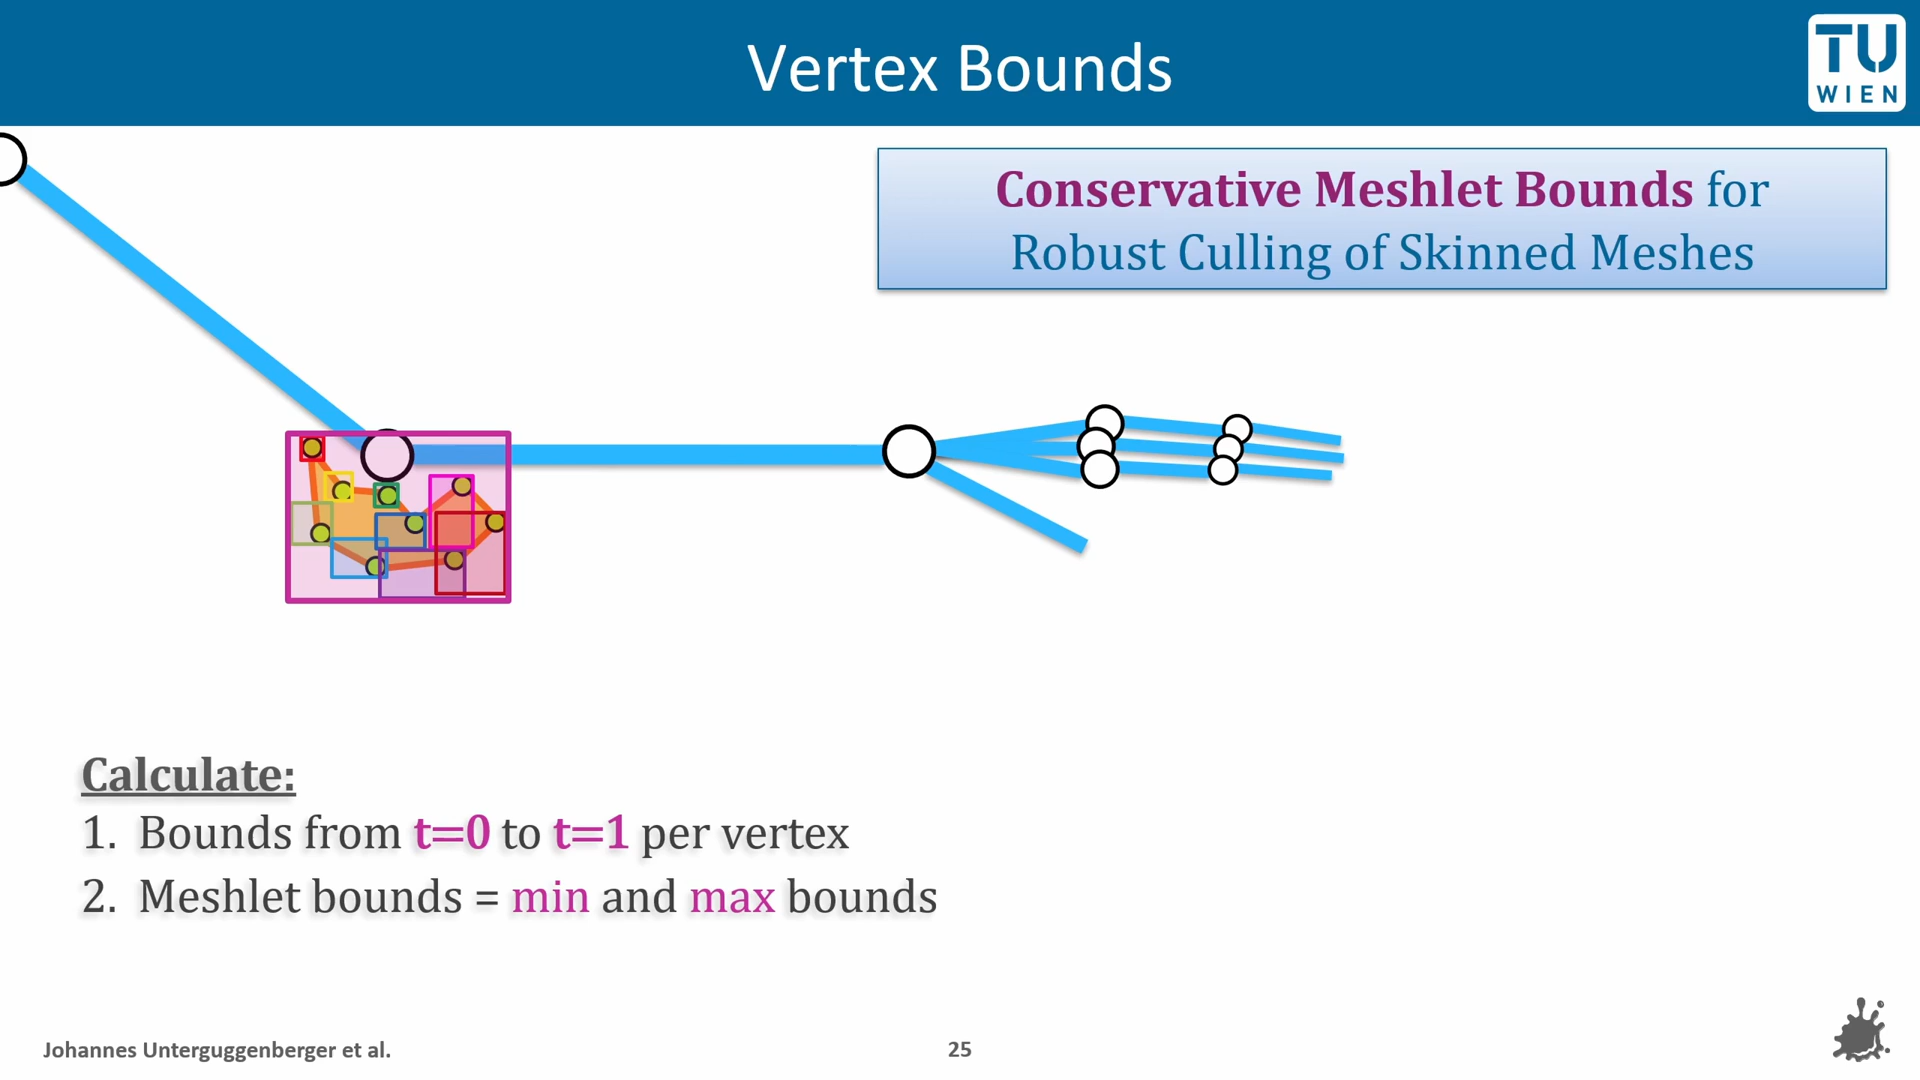 Vertex Bounds
TU
WIEN
Conservative Meshlet Bounds for
Robust Culling of Skinned Meshes
Calculate:
1. Bounds from t=0 to t=1 per vertex
2. Meshlet bounds = min and max bounds
Johannes Unterguggenberger et al.
25